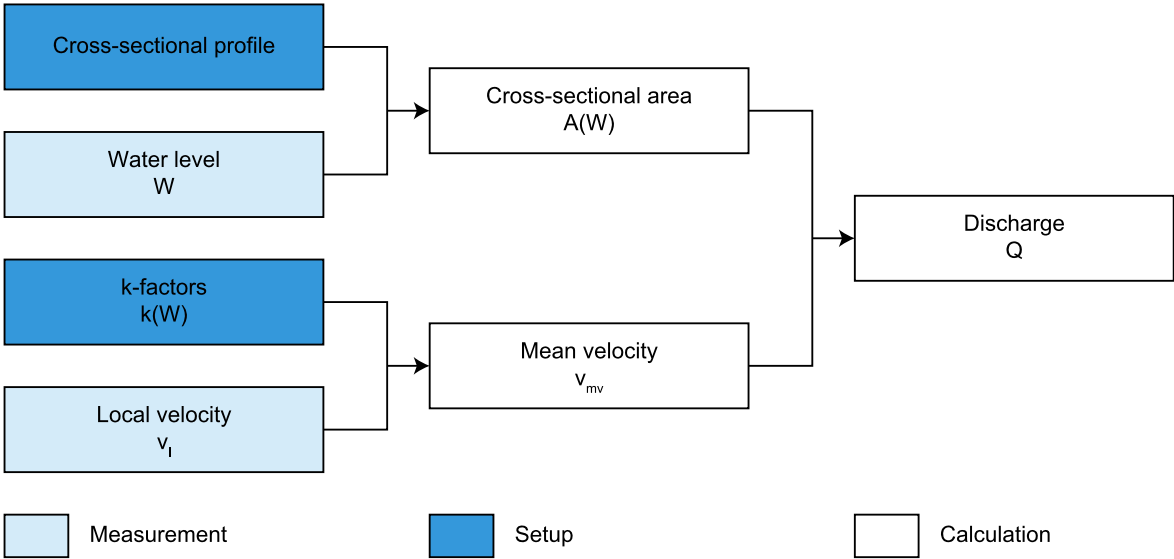 Cross-sectional profile
Water level
W
k-factors
k(W)
Local velocity
vl
Cross-sectional area
A(W)
Mean velocity
vmv
Discharge
Q
Measurement
Setup
Calculation